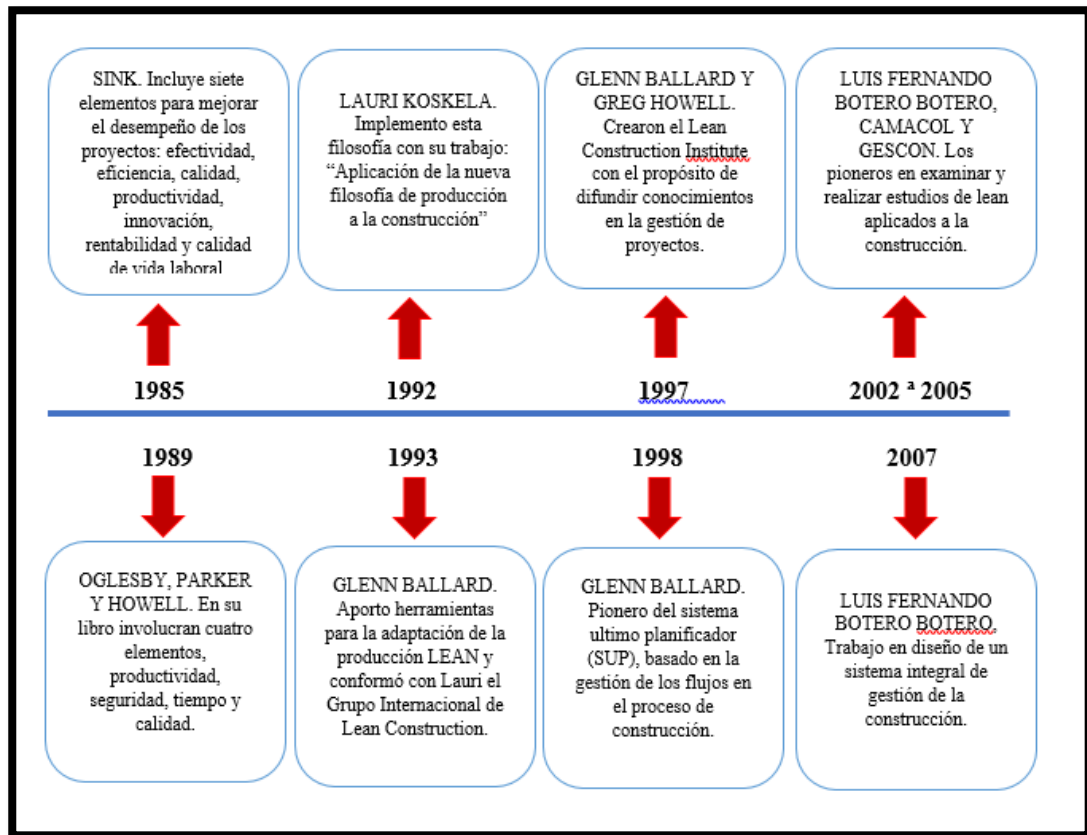 SINK. Incluye siete
elementos para mejorar
el desempeño de los
proyectos: efectividad,
eficiencia, calidad,
productividad,
innovación,
rentabilidad y calidad
de vida laboral
LAURI KOSKELA.
Implemento esta
filosofía con su trabajo:
“Aplicación de la nueva
filosofía de producción
a la construcción”
GLENN BALLARD Y
GREG HOWELL.
Crearon el Lean
Construction Institute
con el propósito de
difundir conocimientos
en la gestión de
proyectos.
LUIS FERNANDO
BOTERO BOTERO,
CAMACOL Y
GESCON. Los
pioneros en examinar y
realizar estudios de lean
aplicados a la
construcción.
1985
1992
1997
2002 ª 2005
1989
1993
1998
2007
OGLESBY, PARKER
Y HOWELL. En su
libro involucran cuatro
elementos,
productividad,
seguridad, tiempo y
calidad.
GLENN BALLARD.
Aporto herramientas
para la adaptación de la
producción LEAN y
conformó con Lauri el
Grupo Internacional de
Lean Construction.
GLENN BALLARD.
Pionero del sistema
ultimo planificador
(SUP), basado en la
gestión de los flujos en
el proceso de
construcción.
LUIS FERNANDO
BOTERO BOTERO.
Trabajo en diseño de un
sistema integral de
gestión de la
construcción.